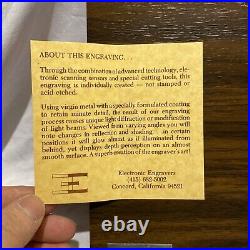 ABOUT THIS ENGRAVING...
Through the combination of advanced technology, elec-
tronic scanning sensors and special cutting tools, this
engraving is individually created — not stamped or
acid etched.
Using virgin metal with a specially formulated coating
to retain minute detail, the result of our engraving
process causes unique light diffraction or modification
of light beams. Viewed from varying angles you will
note changes in reflection and shading in certain
positions it will glow almost as if illuminated from
behind, yet displays depth perception on an almost
smooth surface. A superb creation of the engraver's art!
Electronic Engravers
(415) 682-5002
Concord, California 94521